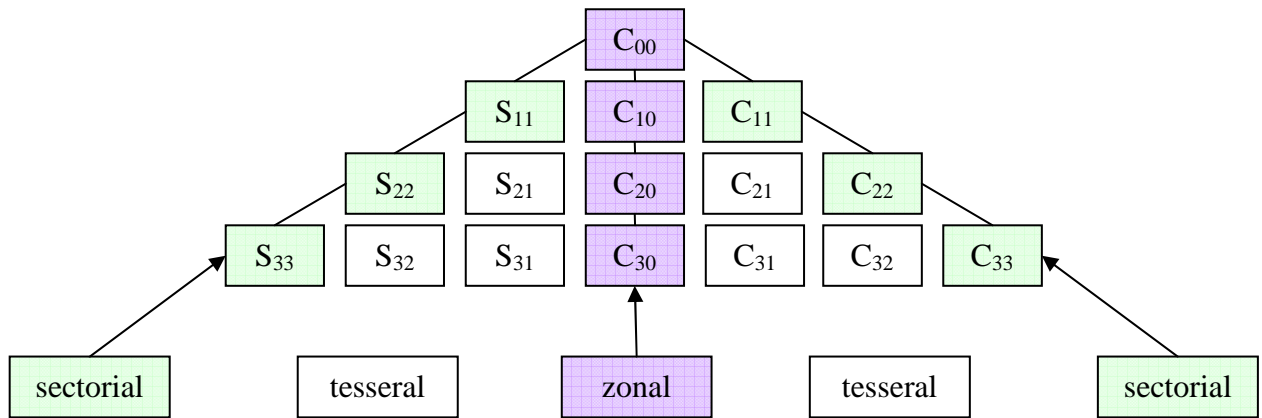 C₀₀
S₁₁ C₁₀ C₁₁
S₂₂ S₂₁ C₂₀ C₂₁ C₂₂
S₃₃ S₃₂ S₃₁ C₃₀ C₃₁ C₃₂ C₃₃
sectorial tesseral zonal tesseral sectorial